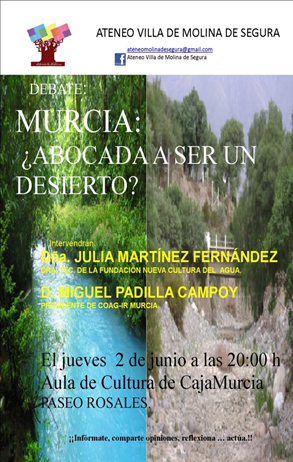 ATENEO VILLA DE MOLINA DE SEGURA
ateneomolinadesegura@gmail.com
Ateneo Villa de Molina de Segura
DEBATE:
MURCIA:
¿ABOCADA A SER UN
DESIERTO?
Intervendrán:
Dña. JULIA MARTÍNEZ FERNÁNDEZ
DE LA FUNDACIÓN NUEVA CULTURA DEL AGUA.
D. MIGUEL PADILLA CAMPOY
PRESIDENTE DE COAG-IR MURCIA.
El jueves 2 de junio a las 20:00 h
Aula de Cultura de CajaMurcia
PASEO ROSALES
¡¡Infórmate, comparte opiniones, reflexiona ... actúa.!!